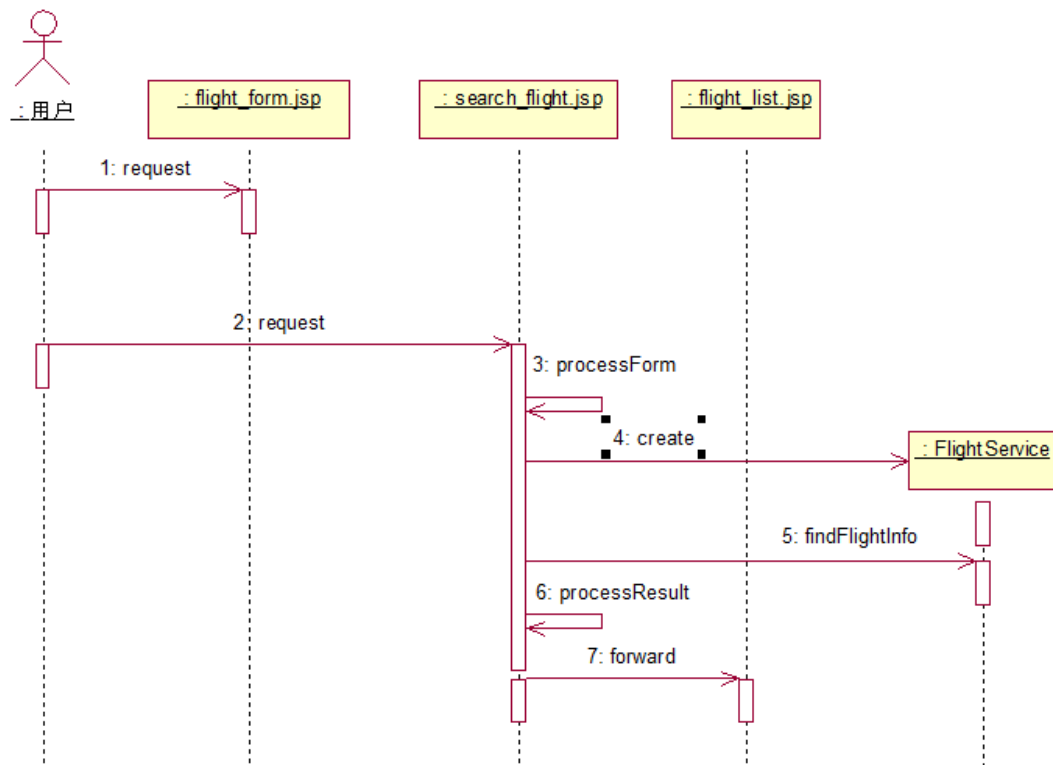 : 用户
: flight_form.jsp
: search_flight.jsp
: flight_list.jsp
1: request
2: request
3: processForm
4: create
: FlightService
5: findFlightInfo
6: processResult
7: forward